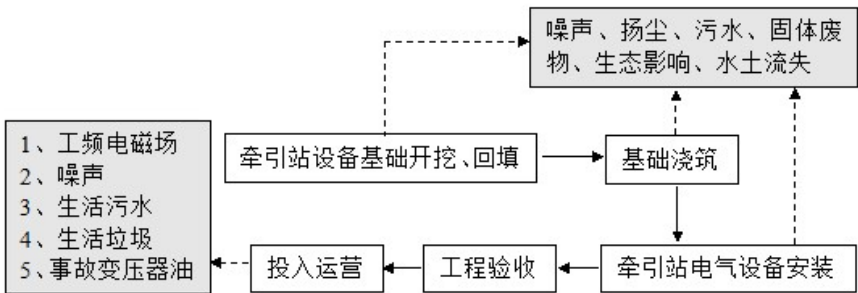 噪声、扬尘、污水、固体废
物、生态影响、水土流失
1、工频电磁场
2、噪声
3、生活污水
4、生活垃圾
5、事故变压器油
牵引站设备基础开挖、回填
基础浇筑
投入运营
工程验收
牵引站电气设备安装